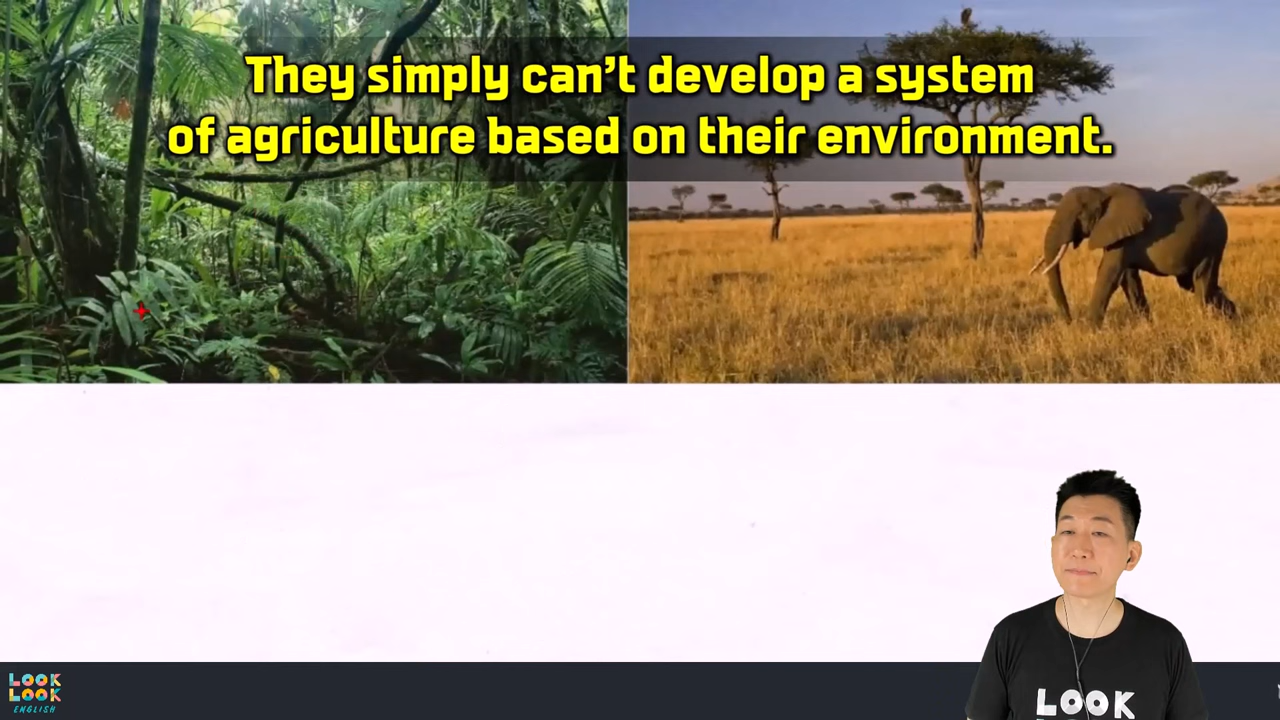 They simply can't develop a system
of agriculture based on their environment.
LOOK
LOOK
ENGLISH
LOOK